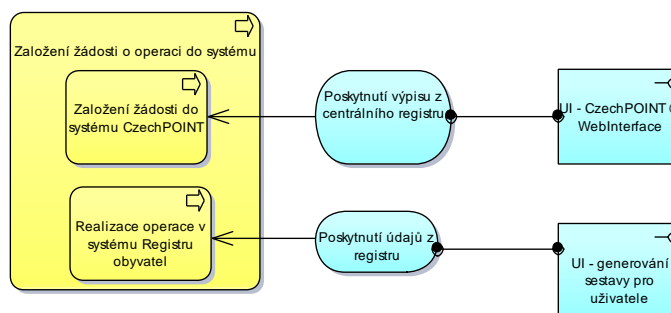 Založení žádosti o operaci do systému
Založení žádosti do
systému CzechPOINT
Poskytnutí výpisu z
centrálního registru
UI - CzechPOINT
WebInterface
Realizace operace v
systému Registru
obyvatel
Poskytnutí údajů z
registru
UI - generování
sestavy pro
uživatele